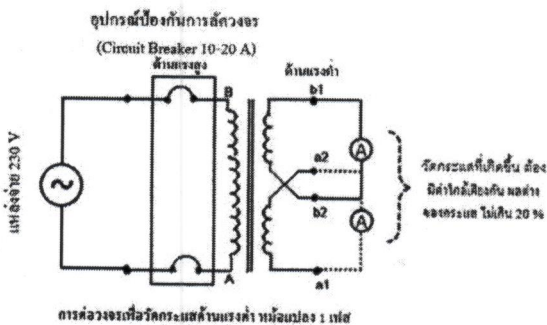 อุปกรณ์ป้องกันการลัดวงจร
(Circuit Breaker 10-20 A)
ด้านแรงสูง
ด้านแรงต่ำ
B
b1
A
แหล่งจ่าย 230 V
a2
b2
A
วัดกระแสที่เกิดขึ้น ต้อง
มีค่าใกล้เคียงกัน ผลต่าง
ของกระแส ไม่เกิน 20 %
A
a1
การต่อวงจรเพื่อวัดกระแสด้านแรงต่ำ หม้อแปลง 1 เฟส